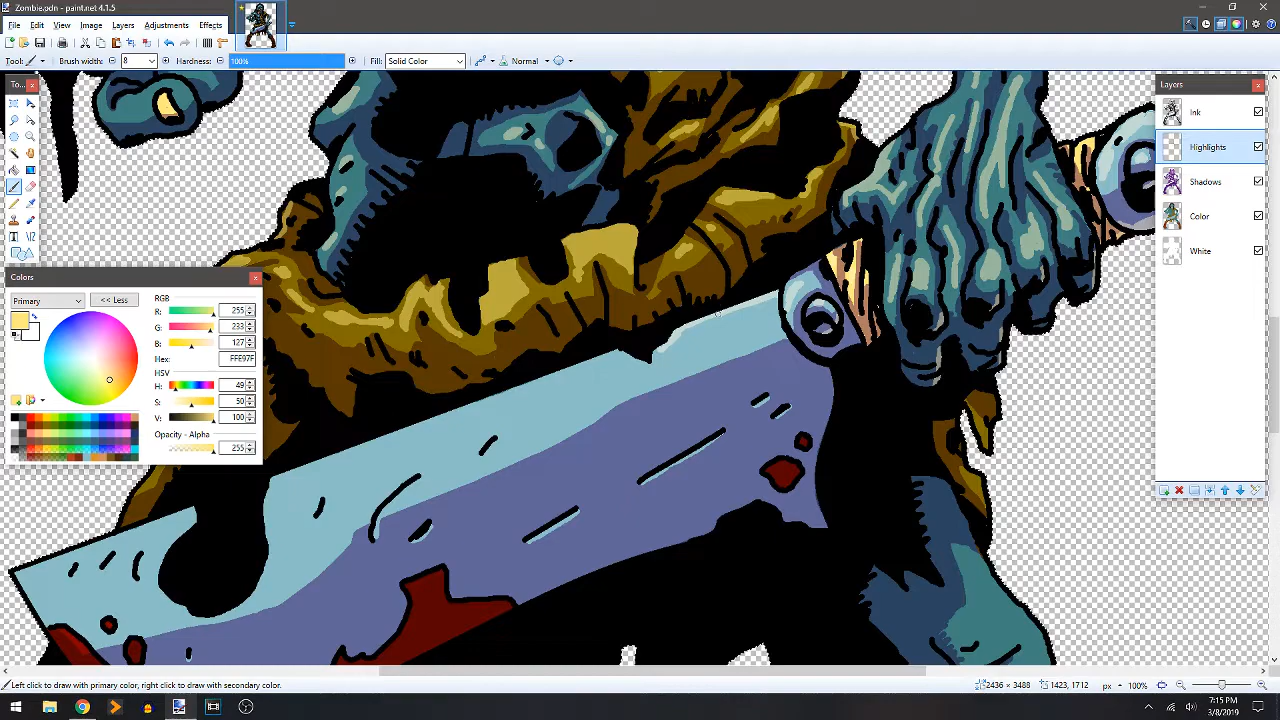 Zombie.pdn - paint.net 4.1.5
File Edit View Image Layers Adjustments Effects
Tool: Brush width: 8 Hardness: 100% Fill: Solid Color Normal
To...
Layers
Ink
Highlights
Shadows
Color
White
Colors
Primary << Less RGB
R: 255
G: 233
B: 127
Hex: FFE97F
HSV
H: 49
S: 50
V: 100
Opacity - Alpha
255
Left click to draw with primary color, right click to draw with secondary color. 2436 × 3488 1423, 1712 px 100%
7:15 PM
3/8/2019